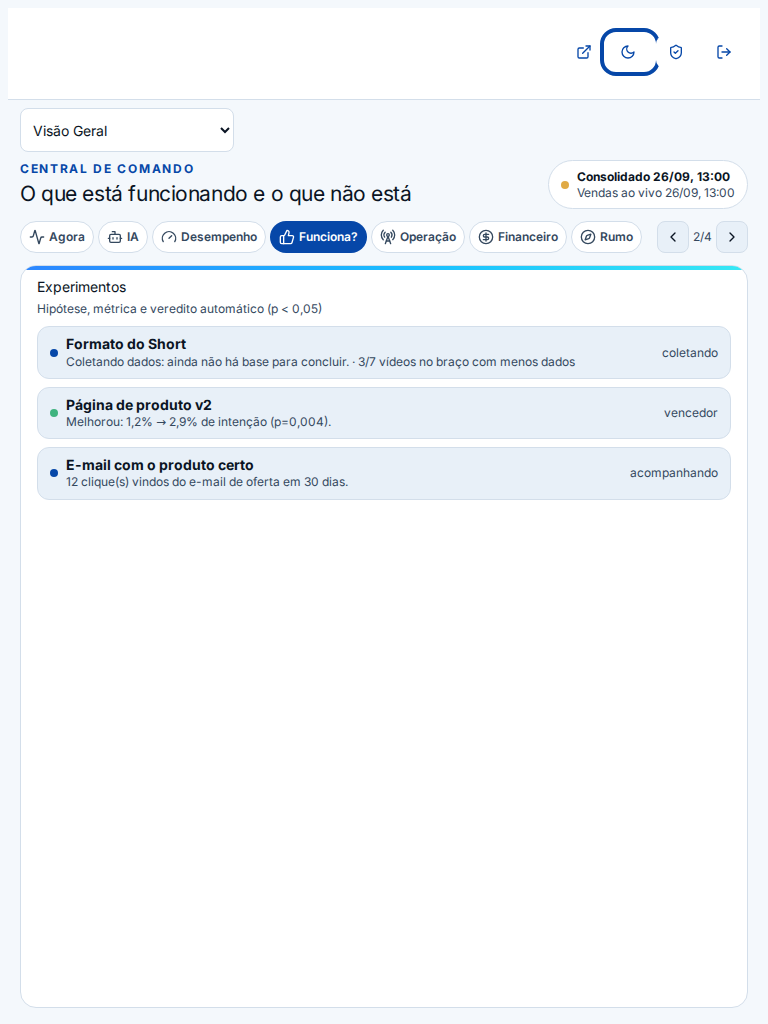 Visão Geral
CENTRAL DE COMANDO
O que está funcionando e o que não está
Consolidado 26/09, 13:00
Vendas ao vivo 26/09, 13:00
Agora
IA
Desempenho
Funciona?
Operação
Financeiro
Rumo
2/4
Experimentos
Hipótese, métrica e veredito automático (p < 0,05)
Formato do Short
Coletando dados: ainda não há base para concluir. · 3/7 vídeos no braço com menos dados
coletando
Página de produto v2
Melhorou: 1,2% → 2,9% de intenção (p=0,004).
vencedor
E-mail com o produto certo
12 clique(s) vindos do e-mail de oferta em 30 dias.
acompanhando